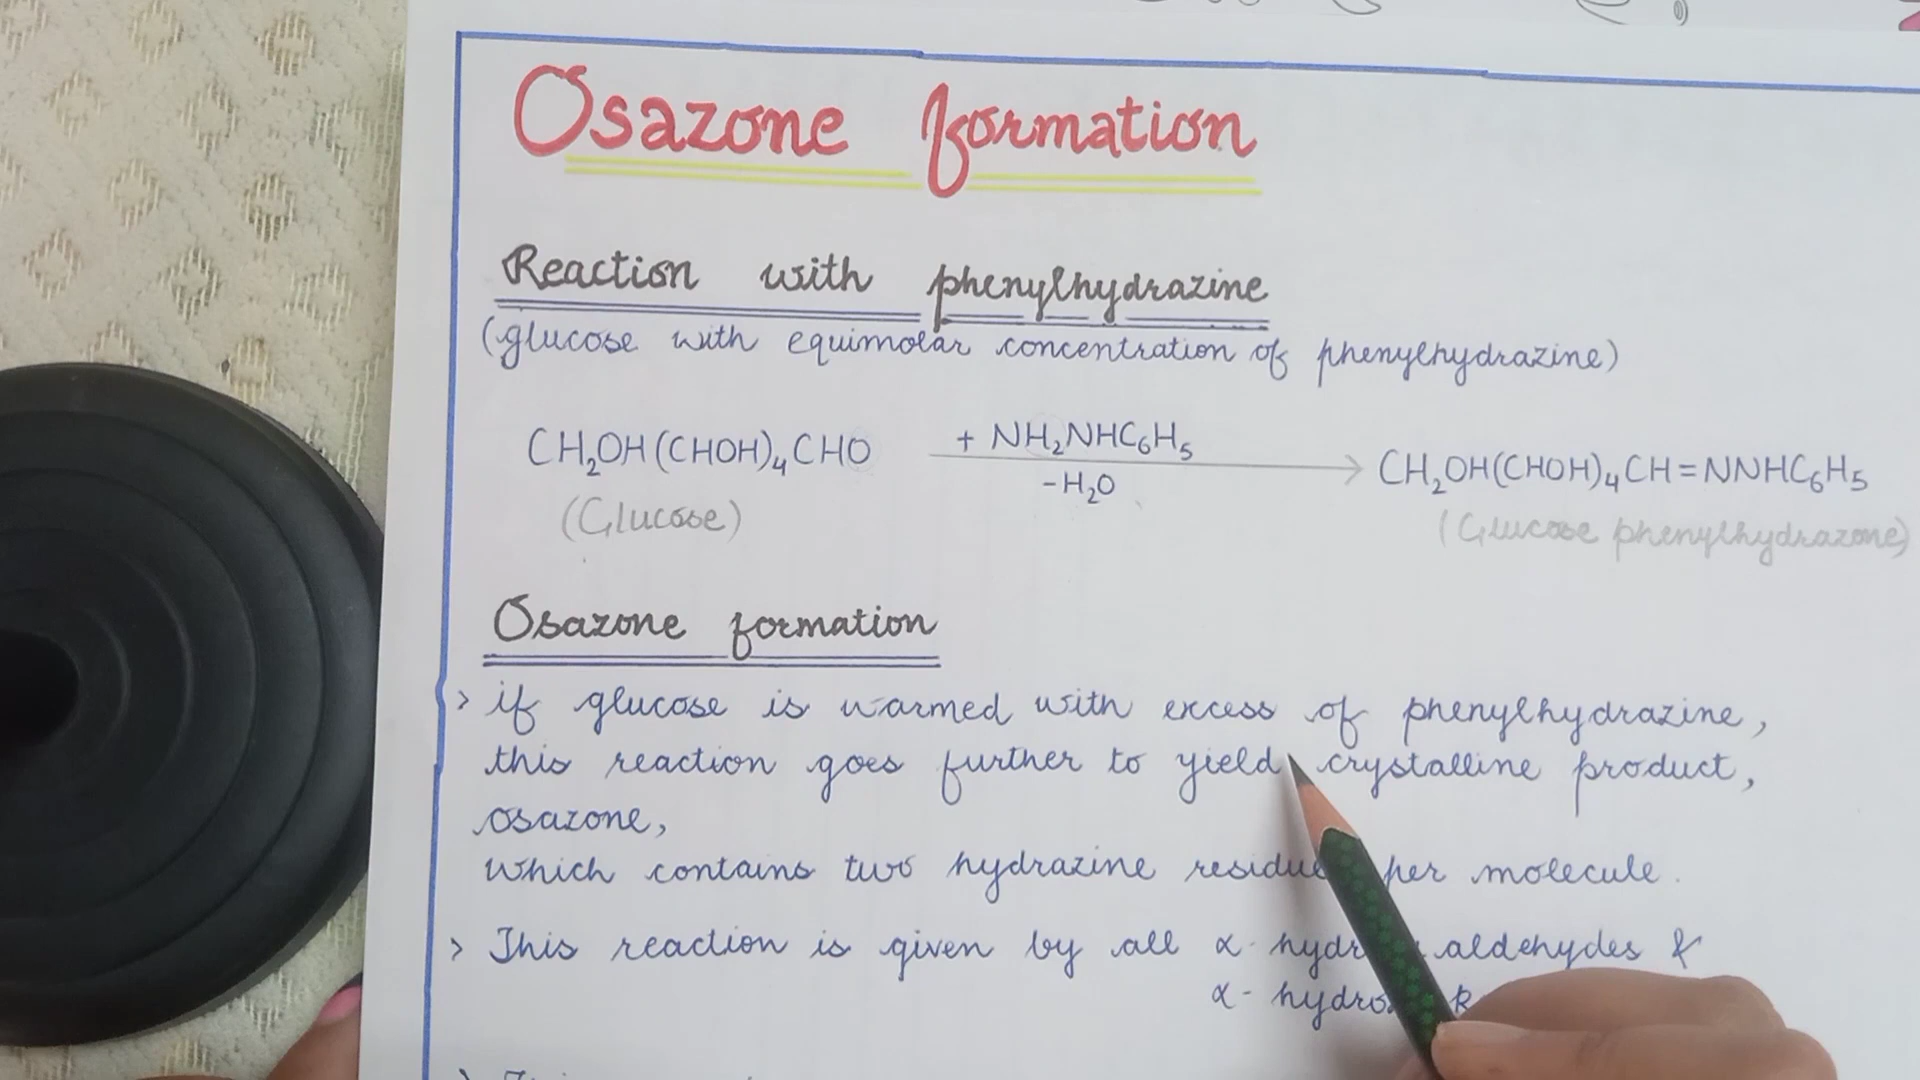 Osazone formation
Reaction with phenylhydrazine
(glucose with equimolar concentration of phenylhydrazine)
CH₂OH(CHOH)₄CHO + NH₂NHC₆H₅ → CH₂OH(CHOH)₄CH=NNHC₆H₅
-H₂O
(Glucose) (Glucose phenylhydrazone)
Osazone formation
> if glucose is warmed with excess of phenylhydrazine,
this reaction goes further to yield crystalline product,
osazone,
which contains two hydrazine per molecule.
> This reaction is given by all α- aldehydes &
α-